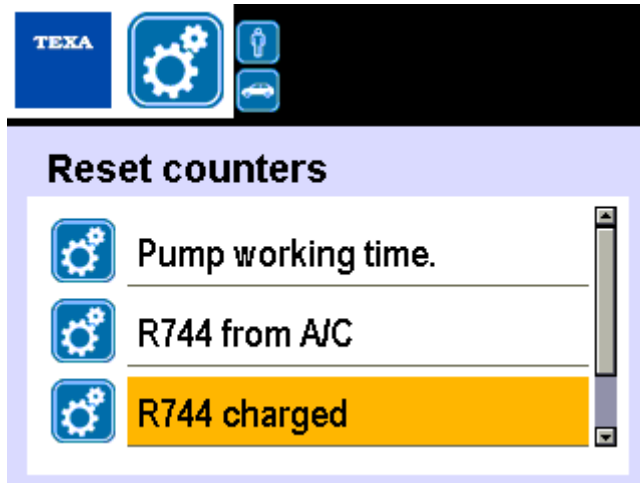 TEXA
Reset counters
Pump working time.
R744 from A/C
R744 charged